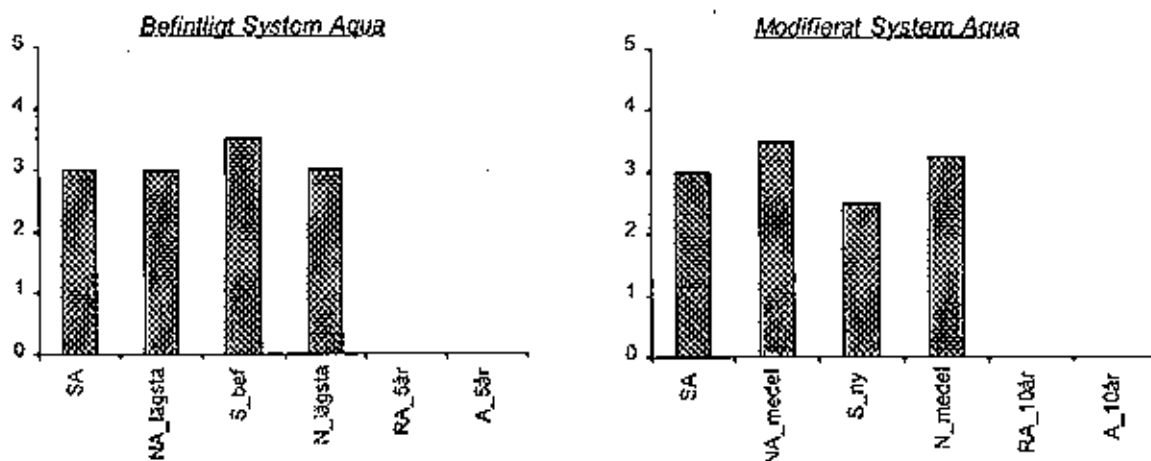 Befintligt System Aqua
5
4
3
2
1
0
SA
NA_lägsta
S_bef
N_lägsta
RA_5år
A_5år
Modifierat System Aqua
5
4
3
2
1
0
SA
NA_medel
S_ny
N_medel
RA_10år
A_10år